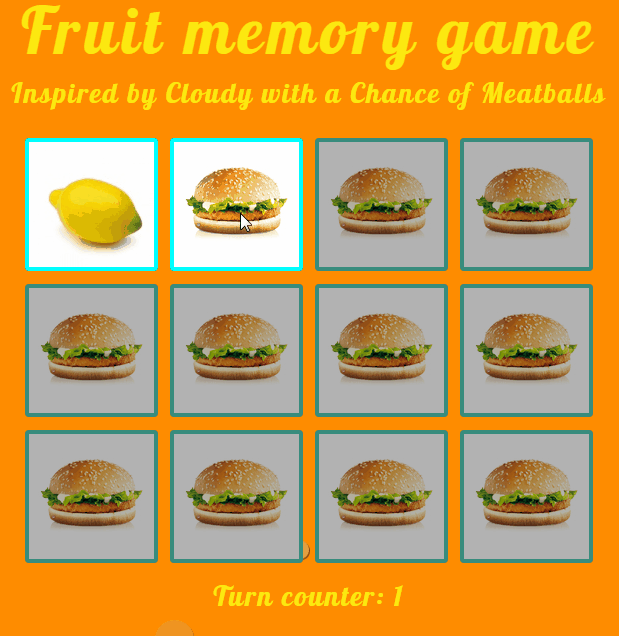 Fruit memory game
Inspired by Cloudy with a Chance of Meatballs
Turn counter: 1